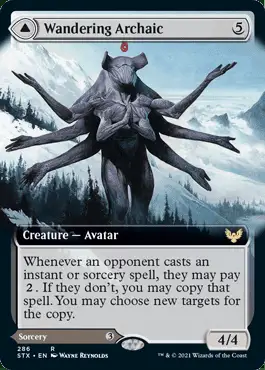 Wandering Archaic 5
Creature — Avatar
Whenever an opponent casts an
instant or sorcery spell, they may pay
2. If they don't, you may copy that
spell. You may choose new targets for
the copy.
Sorcery 3
4/4
286 R
STX • EN WAYNE REYNOLDS
™ & © 2021 Wizards of the Coast